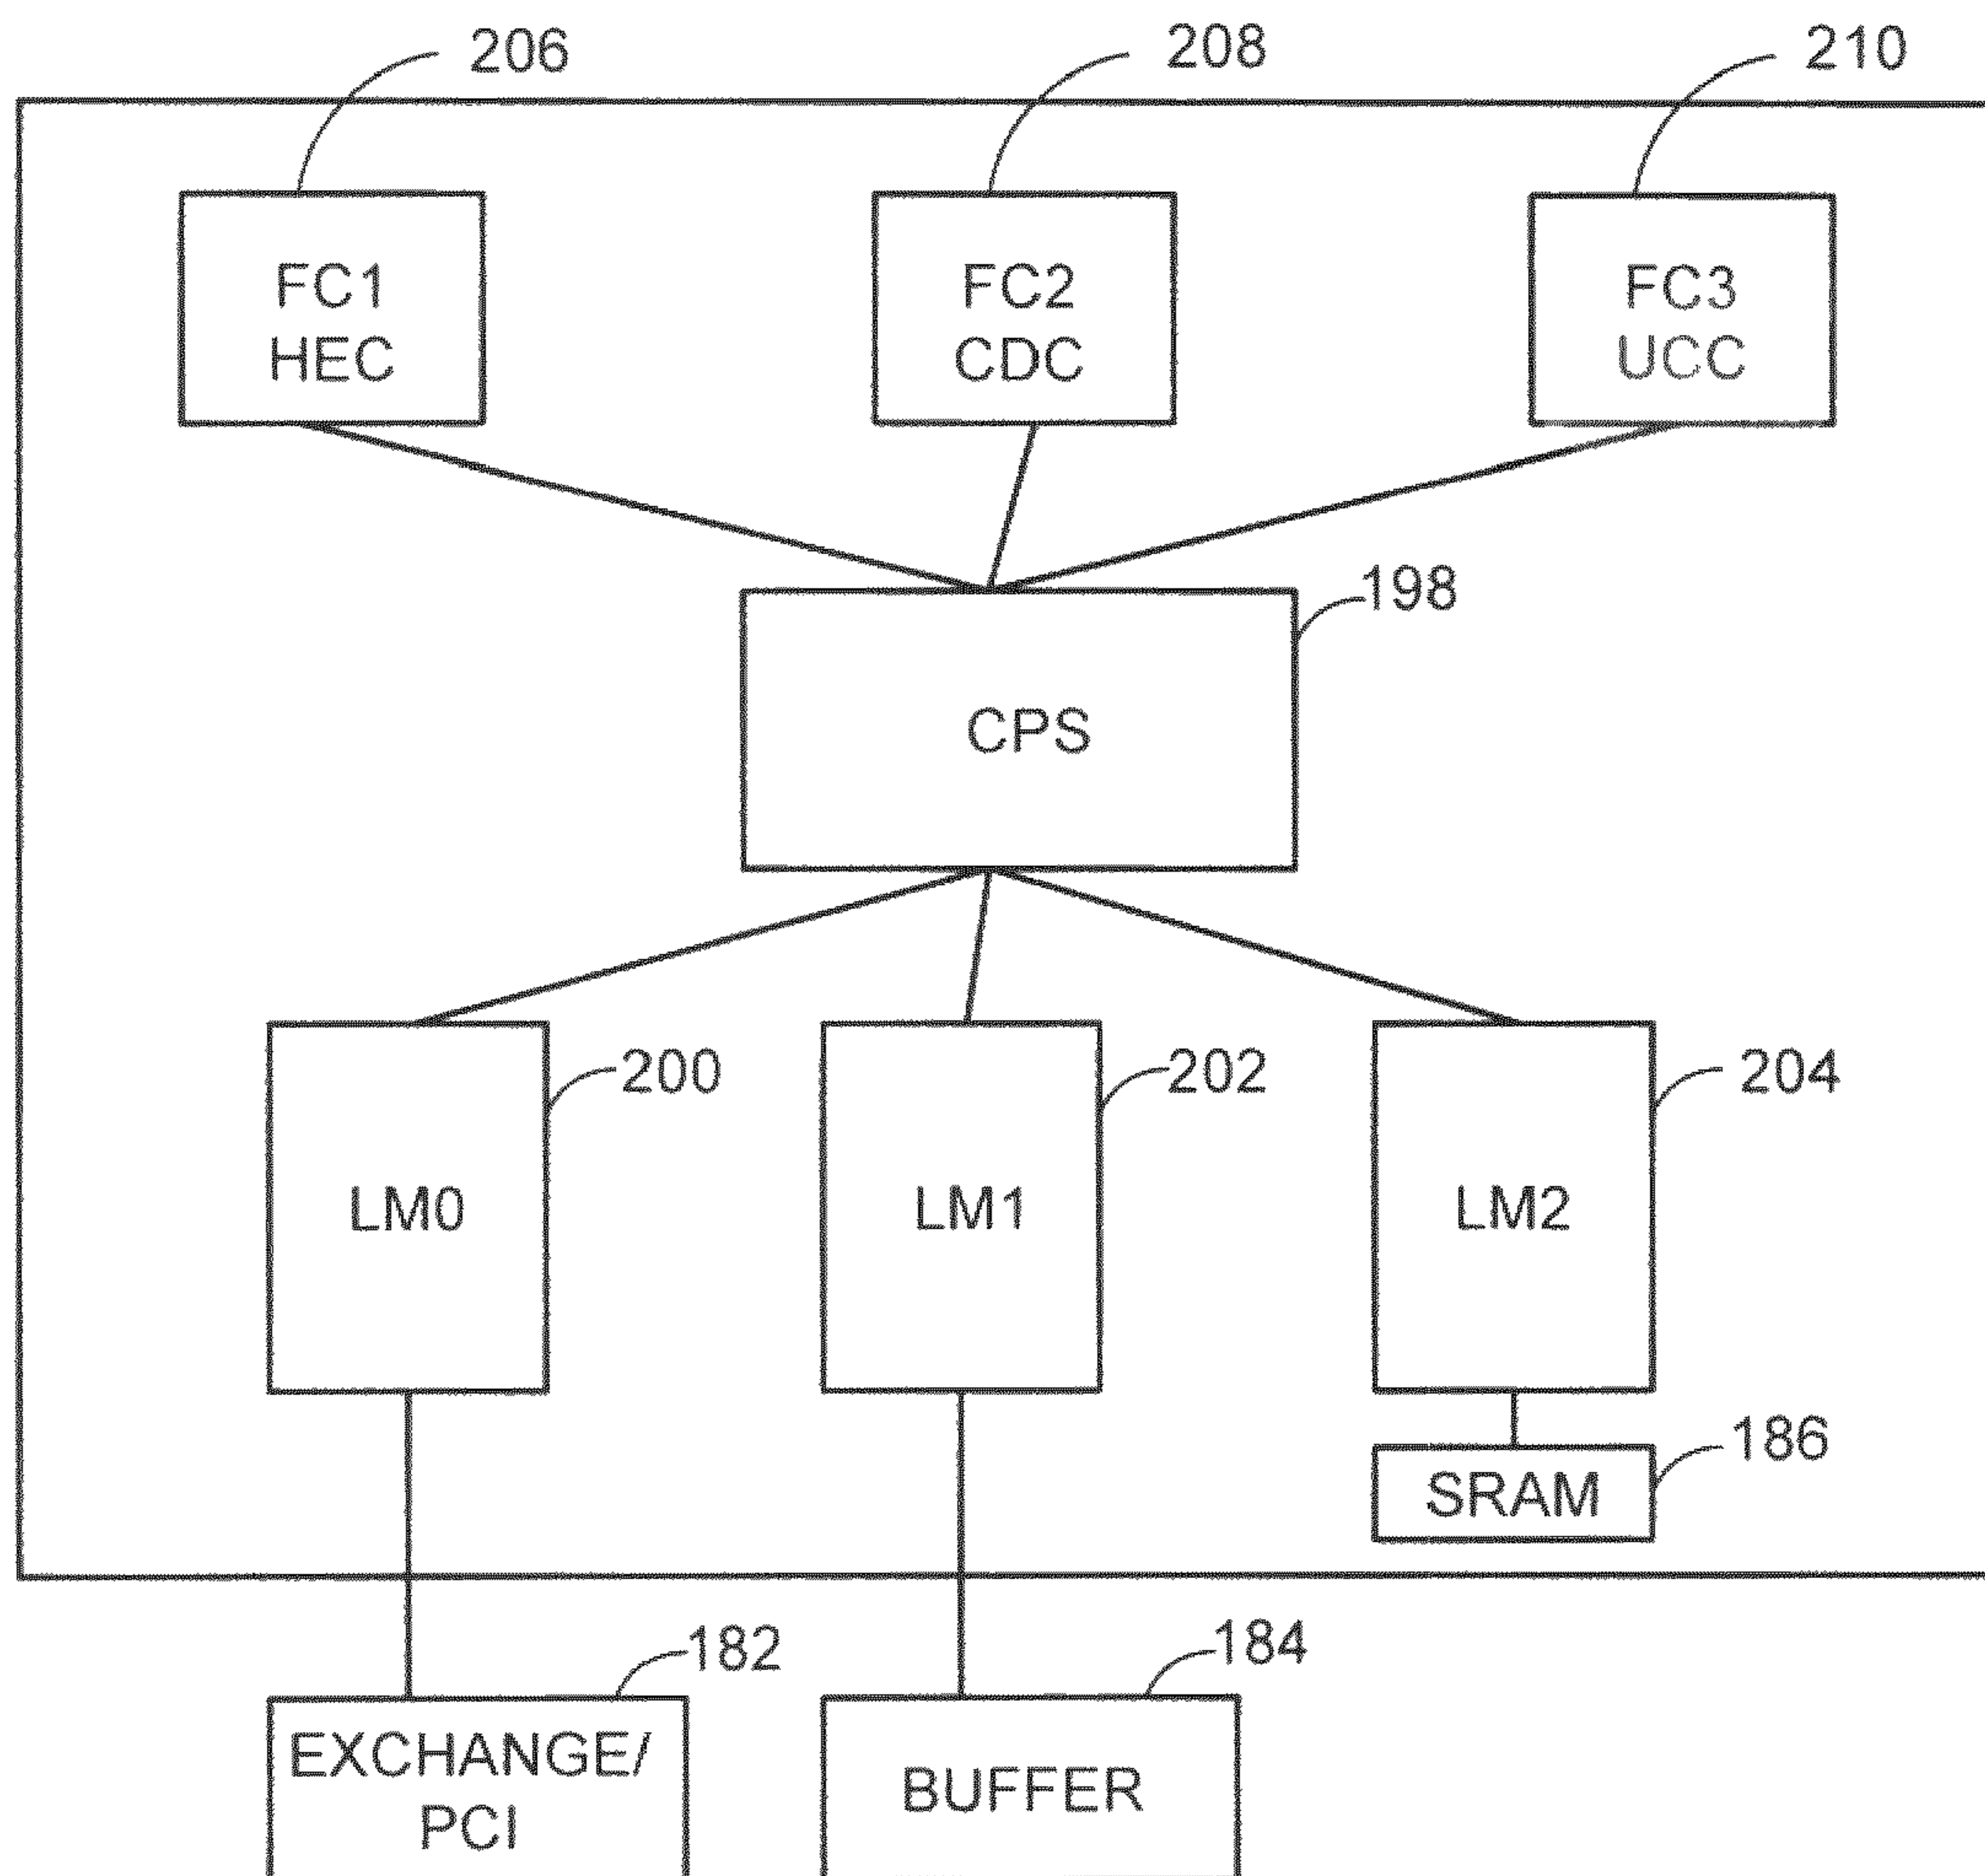 206
208
210
FC1
HEC
FC2
CDC
FC3
UCC
198
CPS
200
202
204
LM0
LM1
LM2
186
SRAM
182
184
EXCHANGE/
PCI
BUFFER